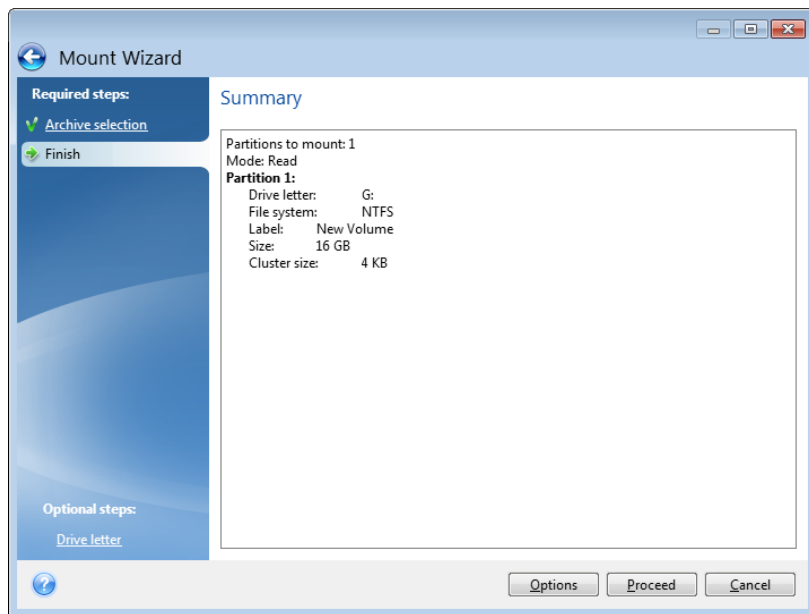 Mount Wizard
Required steps:
Archive selection
Finish
Optional steps:
Drive letter
Summary
Partitions to mount: 1
Mode: Read
Partition 1:
Drive letter: G:
File system: NTFS
Label: New Volume
Size: 16 GB
Cluster size: 4 KB
?
Options Proceed Cancel